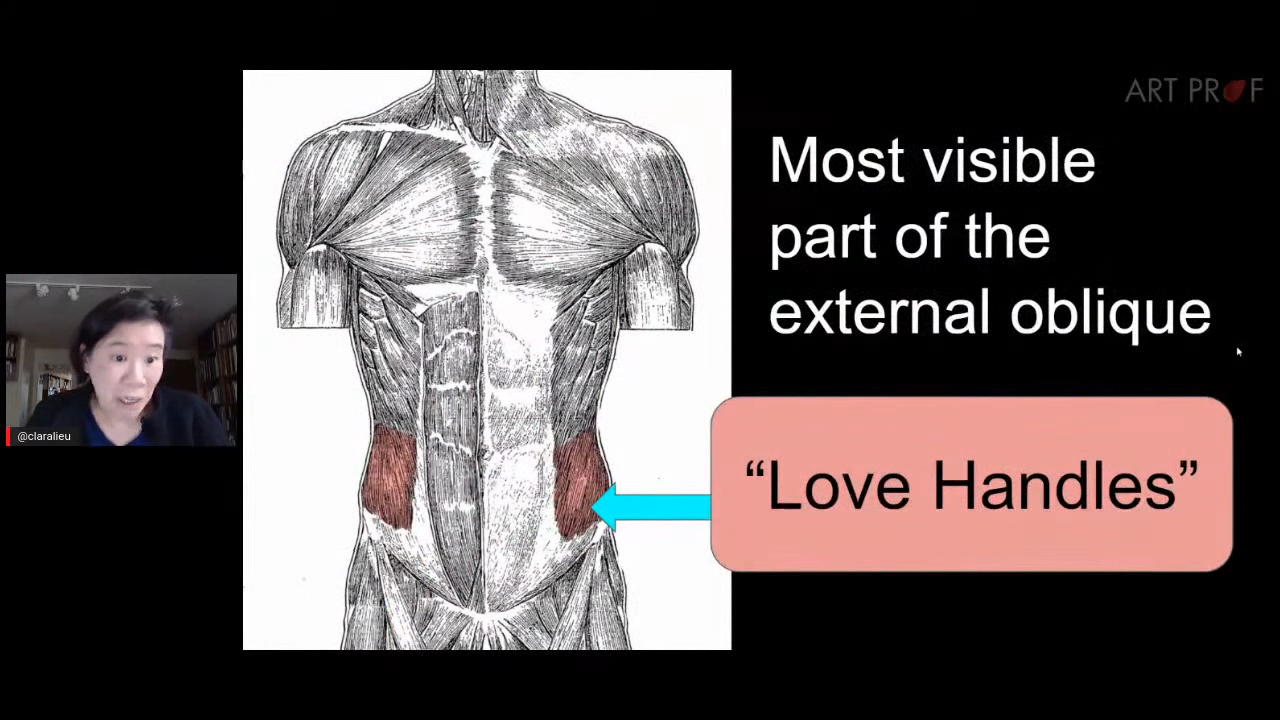 ART PROF
Most visible
part of the
external oblique
“Love Handles”
@claralieu